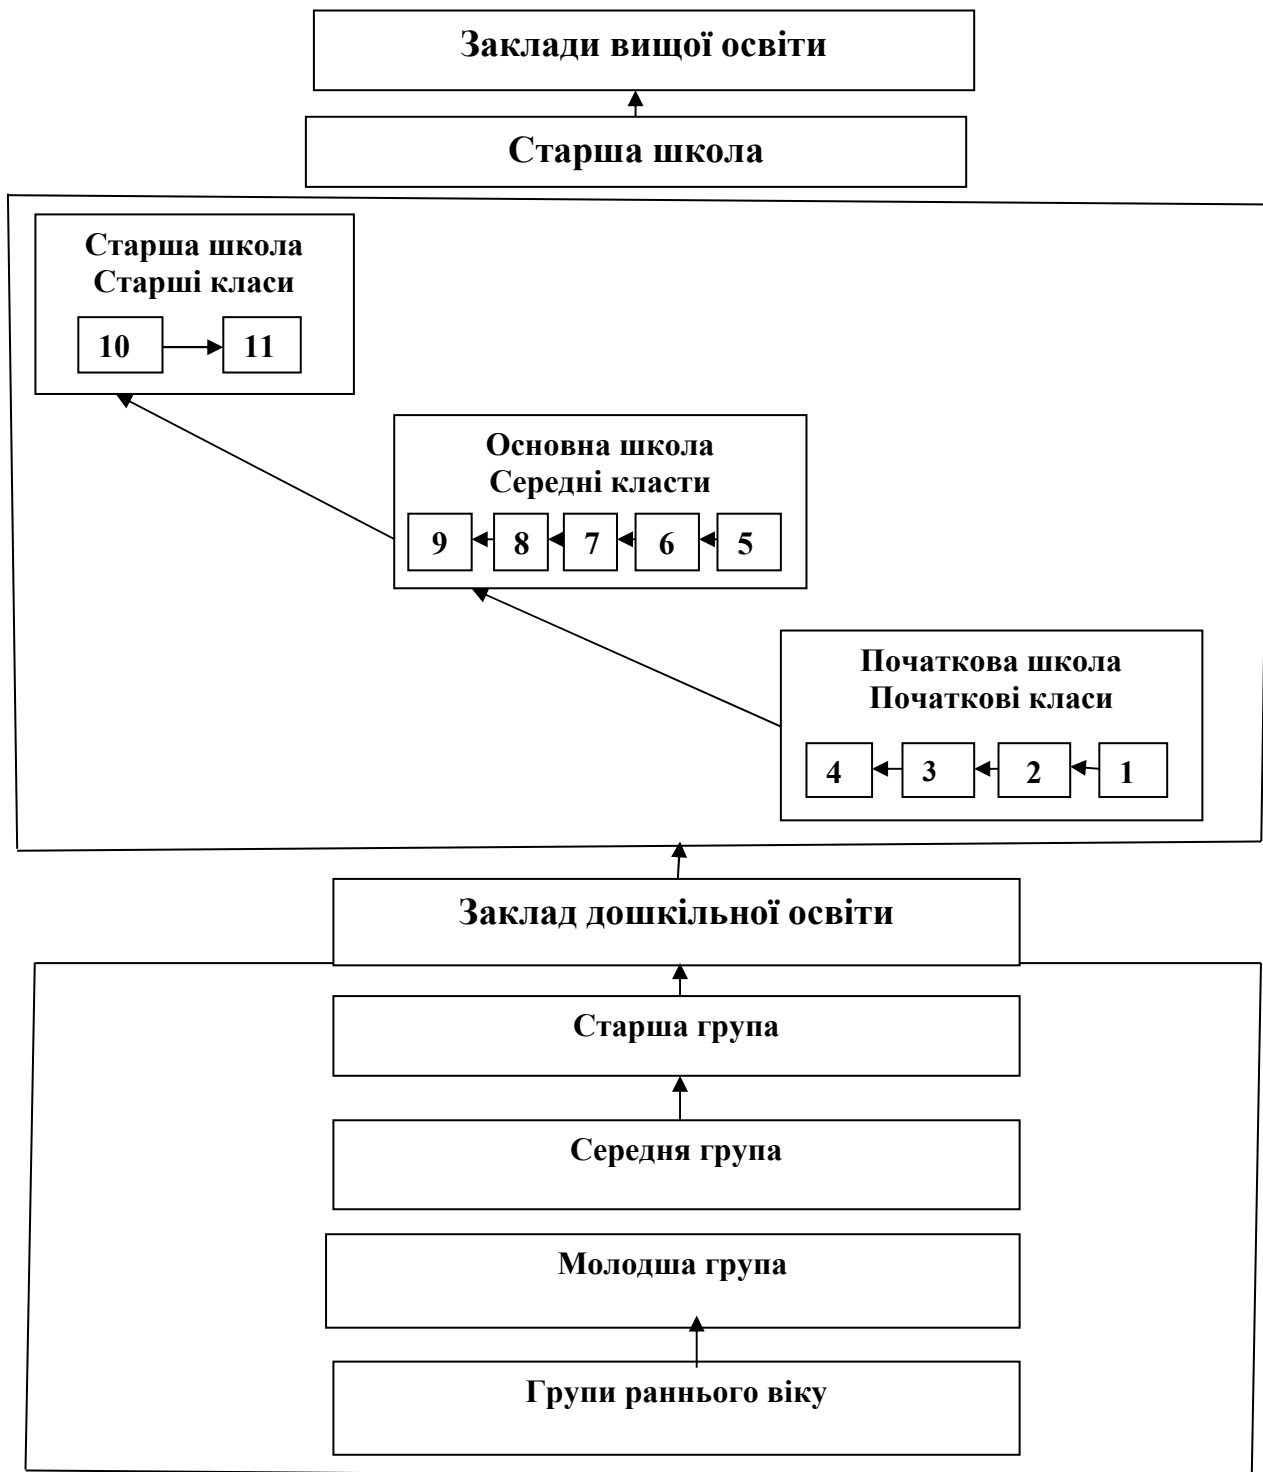 Заклади вищої освіти
Старша школа
Старша школа
Старші класи
10 11
Основна школа
Середні класти
9 8 7 6 5
Початкова школа
Початкові класи
4 3 2 1
Заклад дошкільної освіти
Старша група
Середня група
Молодша група
Групи раннього віку